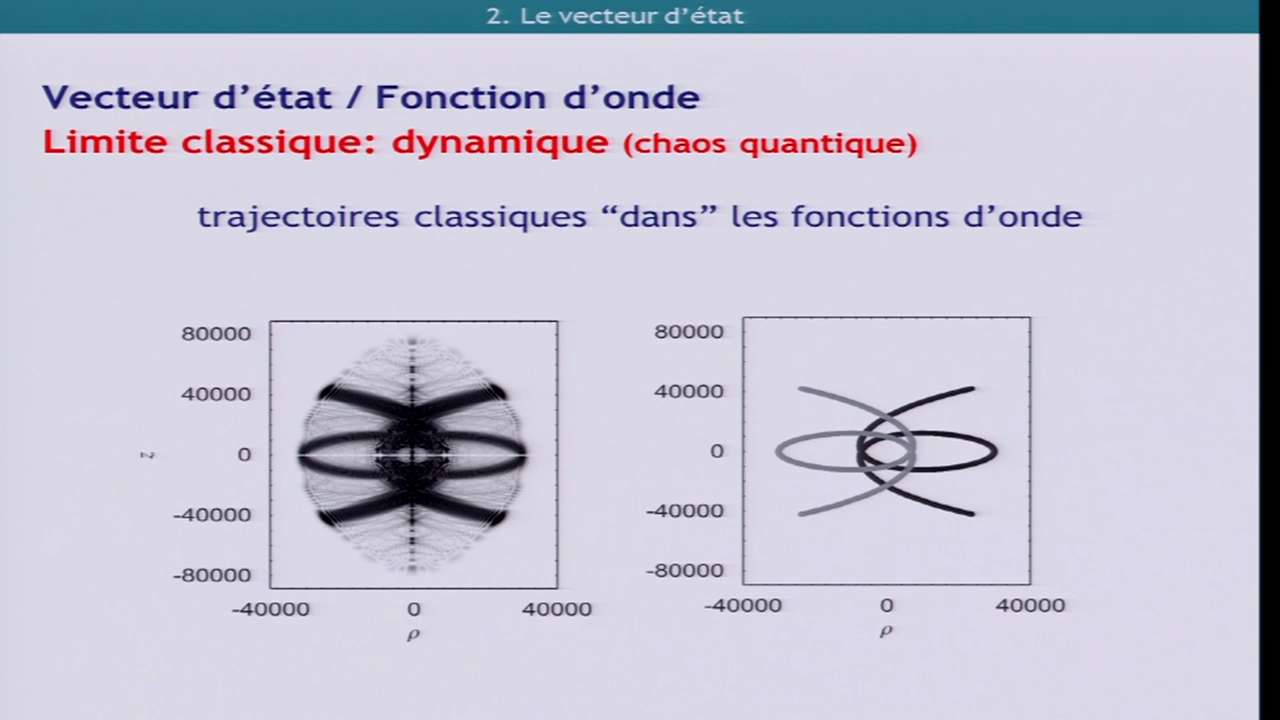 2. Le vecteur d’état
Vecteur d’état / Fonction d’onde
Limite classique: dynamique (chaos quantique)
trajectoires classiques “dans” les fonctions d’onde
80000
40000
0
-40000
-80000
z
-40000 0 40000
ρ
80000
40000
0
-40000
-80000
-40000 0 40000
ρ